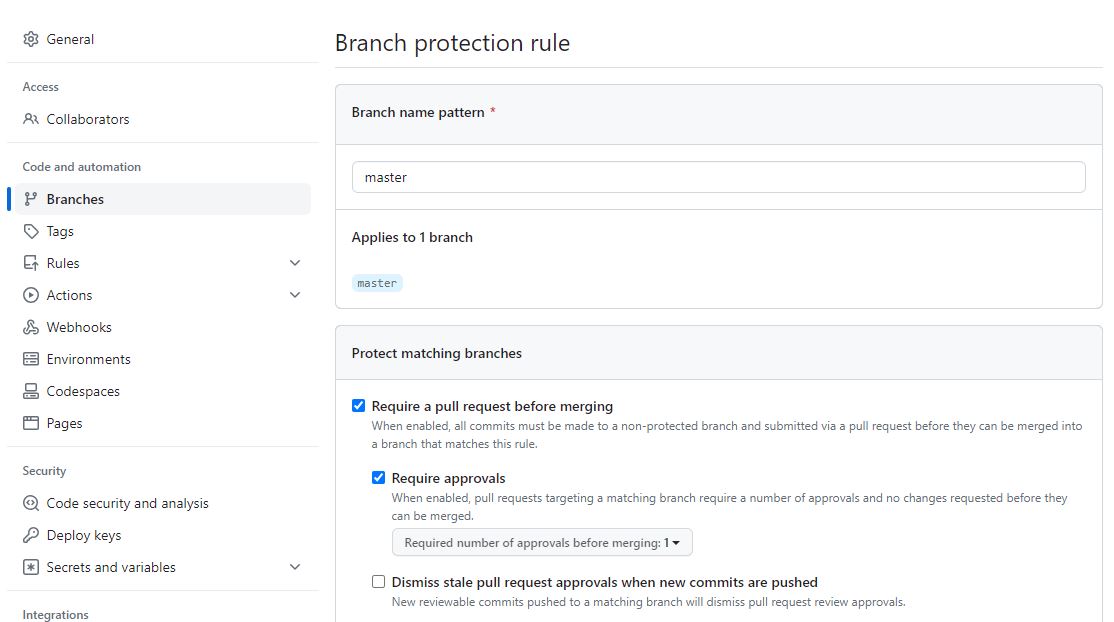 General
Access
Collaborators
Code and automation
Branches
Tags
Rules
Actions
Webhooks
Environments
Codespaces
Pages
Security
Code security and analysis
Deploy keys
Secrets and variables
Integrations
Branch protection rule
Branch name pattern *
master
Applies to 1 branch
master
Protect matching branches
Require a pull request before merging
When enabled, all commits must be made to a non-protected branch and submitted via a pull request before they can be merged into
a branch that matches this rule.
Require approvals
When enabled, pull requests targeting a matching branch require a number of approvals and no changes requested before they
can be merged.
Required number of approvals before merging: 1
Dismiss stale pull request approvals when new commits are pushed
New reviewable commits pushed to a matching branch will dismiss pull request review approvals.